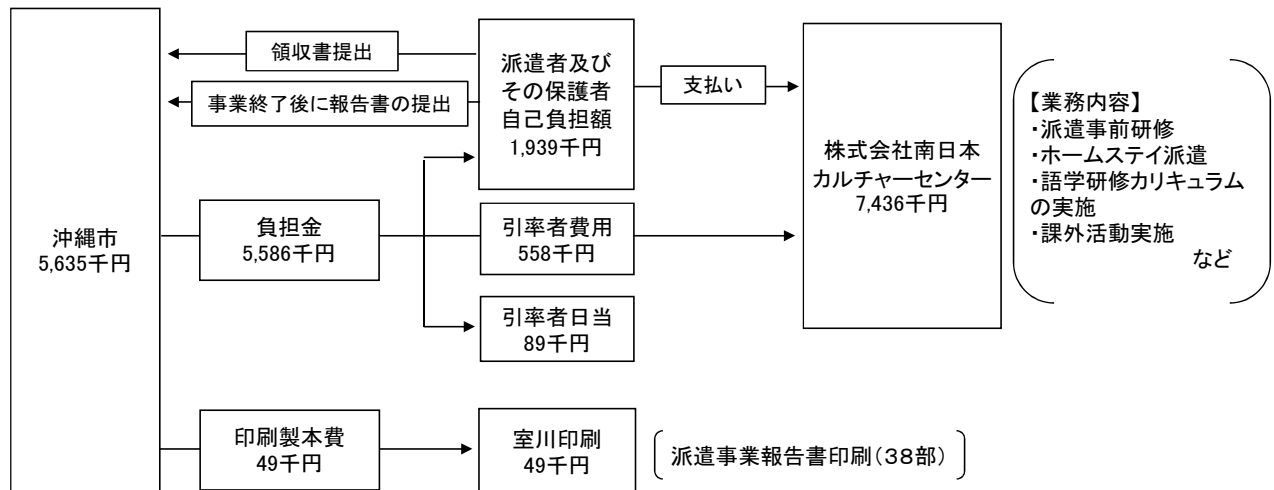 沖縄市
5,635千円
領収書提出
事業終了後に報告書の提出
負担金
5,586千円
印刷製本費
49千円
派遣者及び
その保護者
自己負担額
1,939千円
引率者費用
558千円
引率者日当
89千円
室川印刷
49千円
支払い
株式会社南日本
カルチャーセンター
7,436千円
【業務内容】
・派遣事前研修
・ホームステイ派遣
・語学研修カリキュラム
の実施
・課外活動実施
など
派遣事業報告書印刷(38部)